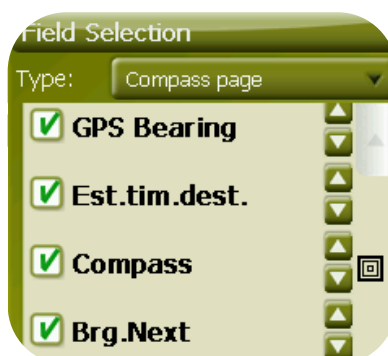 Field Selection
Type: Compass page
GPS Bearing
Est.tim.dest.
Compass
Brg.Next